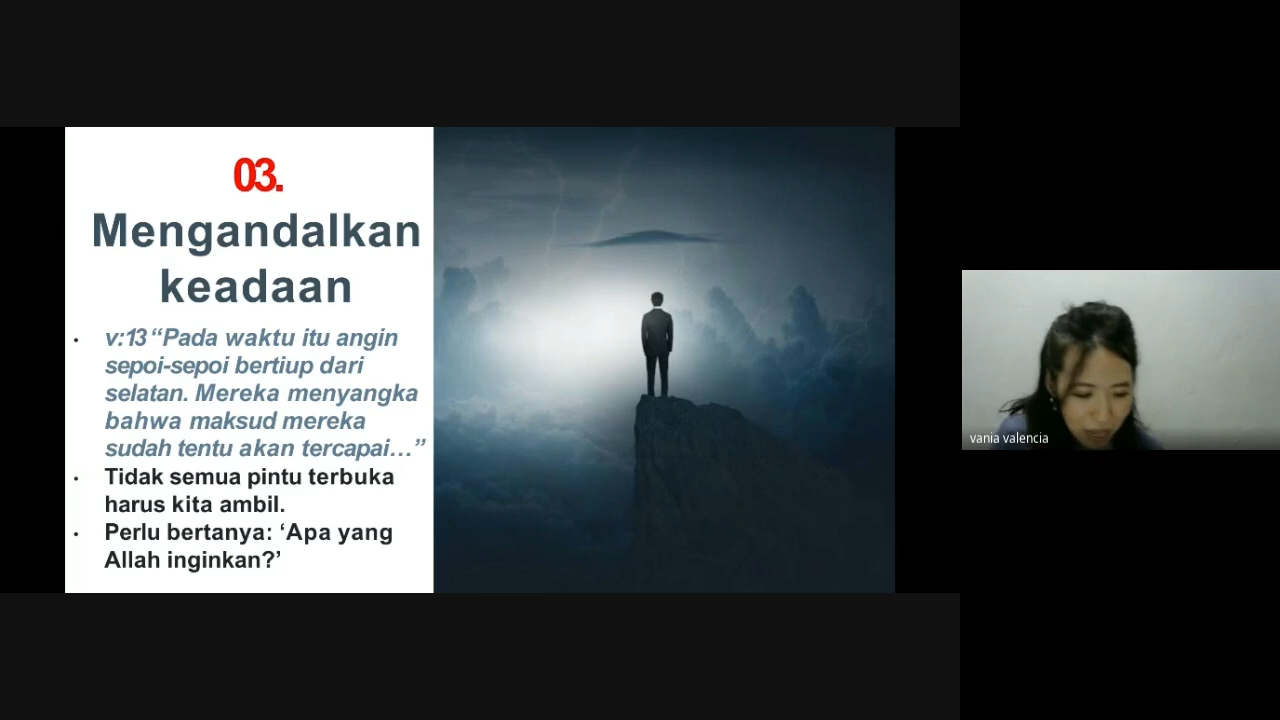 03.
Mengandalkan
keadaan
• v:13 “Pada waktu itu angin
sepoi-sepoi bertiup dari
selatan. Mereka menyangka
bahwa maksud mereka
sudah tentu akan tercapai…”
• Tidak semua pintu terbuka
harus kita ambil.
• Perlu bertanya: ‘Apa yang
Allah inginkan?’
vania valencia